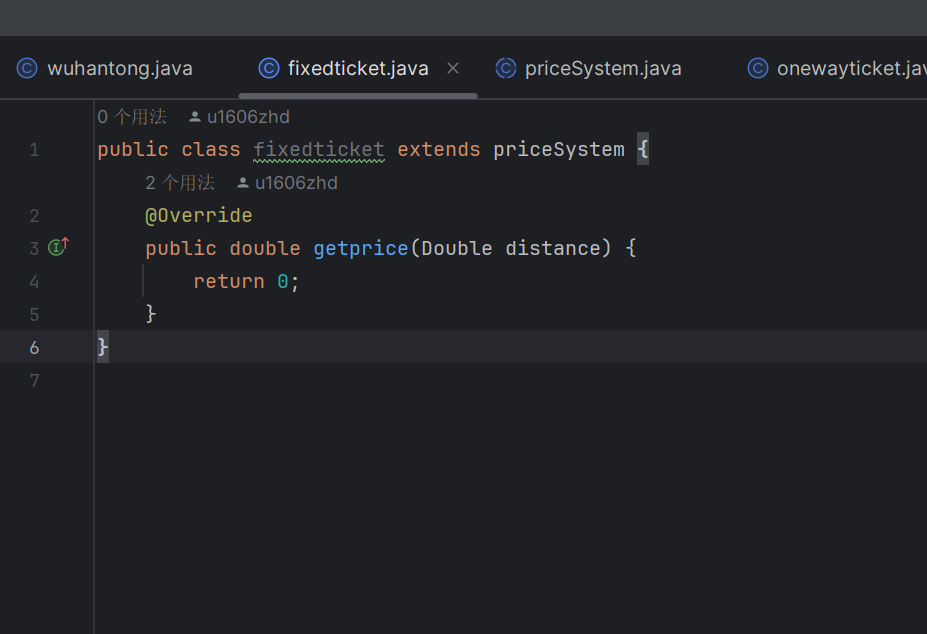 wuhantong.java fixedticket.java priceSystem.java onewayticket.jav
0 个用法 u1606zhd
1 public class fixedticket extends priceSystem {
2 个用法 u1606zhd
2 @Override
3 public double getprice(Double distance) {
4 return 0;
5 }
6 }
7